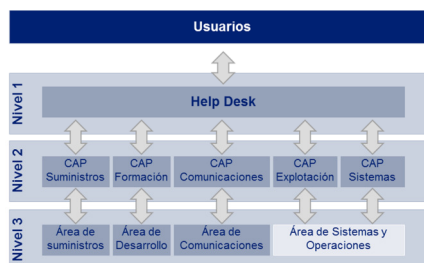 Usuarios
Nivel 1
Help Desk
Nivel 2
CAP
Suministros
CAP
Formación
CAP
Comunicaciones
CAP
Explotación
CAP
Sistemas
Nivel 3
Área de
suministros
Área de
Desarrollo
Área de
Comunicaciones
Área de Sistemas y
Operaciones